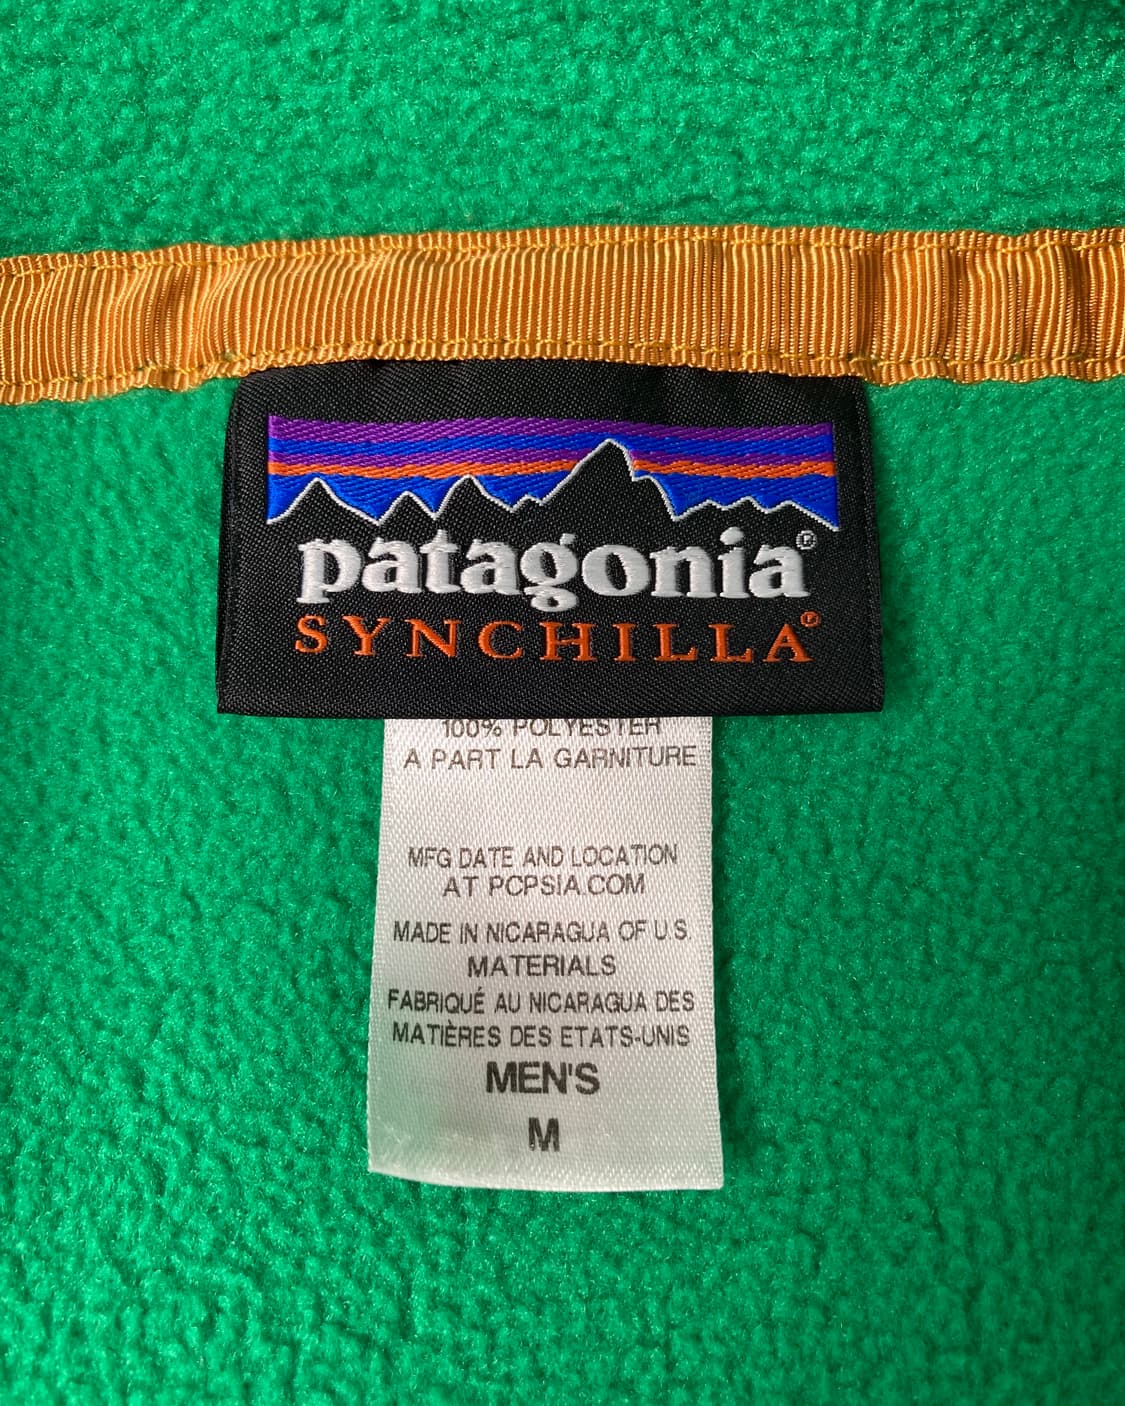 patagonia®
SYNCHILLA®
100% POLYESTER
A PART LA GARNITURE
MFG DATE AND LOCATION
AT PCPSIA.COM
MADE IN NICARAGUA OF U.S.
MATERIALS
FABRIQUÉ AU NICARAGUA DES
MATIÈRES DES ETATS-UNIS
MEN'S
M